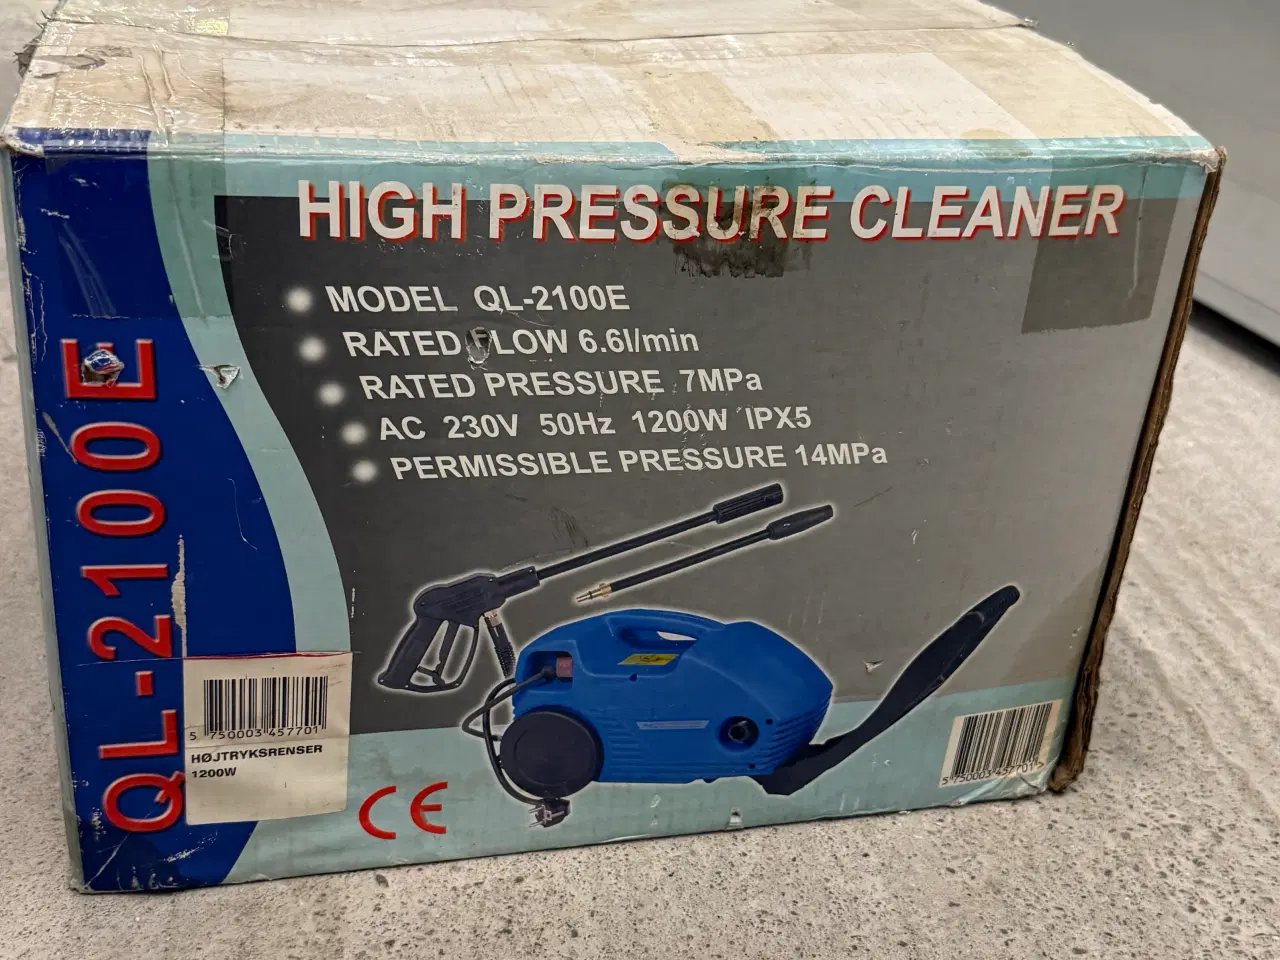 HIGH PRESSURE CLEANER
MODEL QL-2100E
RATED FLOW 6.6l/min
RATED PRESSURE 7MPa
AC 230V 50Hz 1200W IPX5
PERMISSIBLE PRESSURE 14MPa
QL-2100E
5 750003 457701
HØJTRYKSRENSER
1200W
CE
5 750003 457701 >